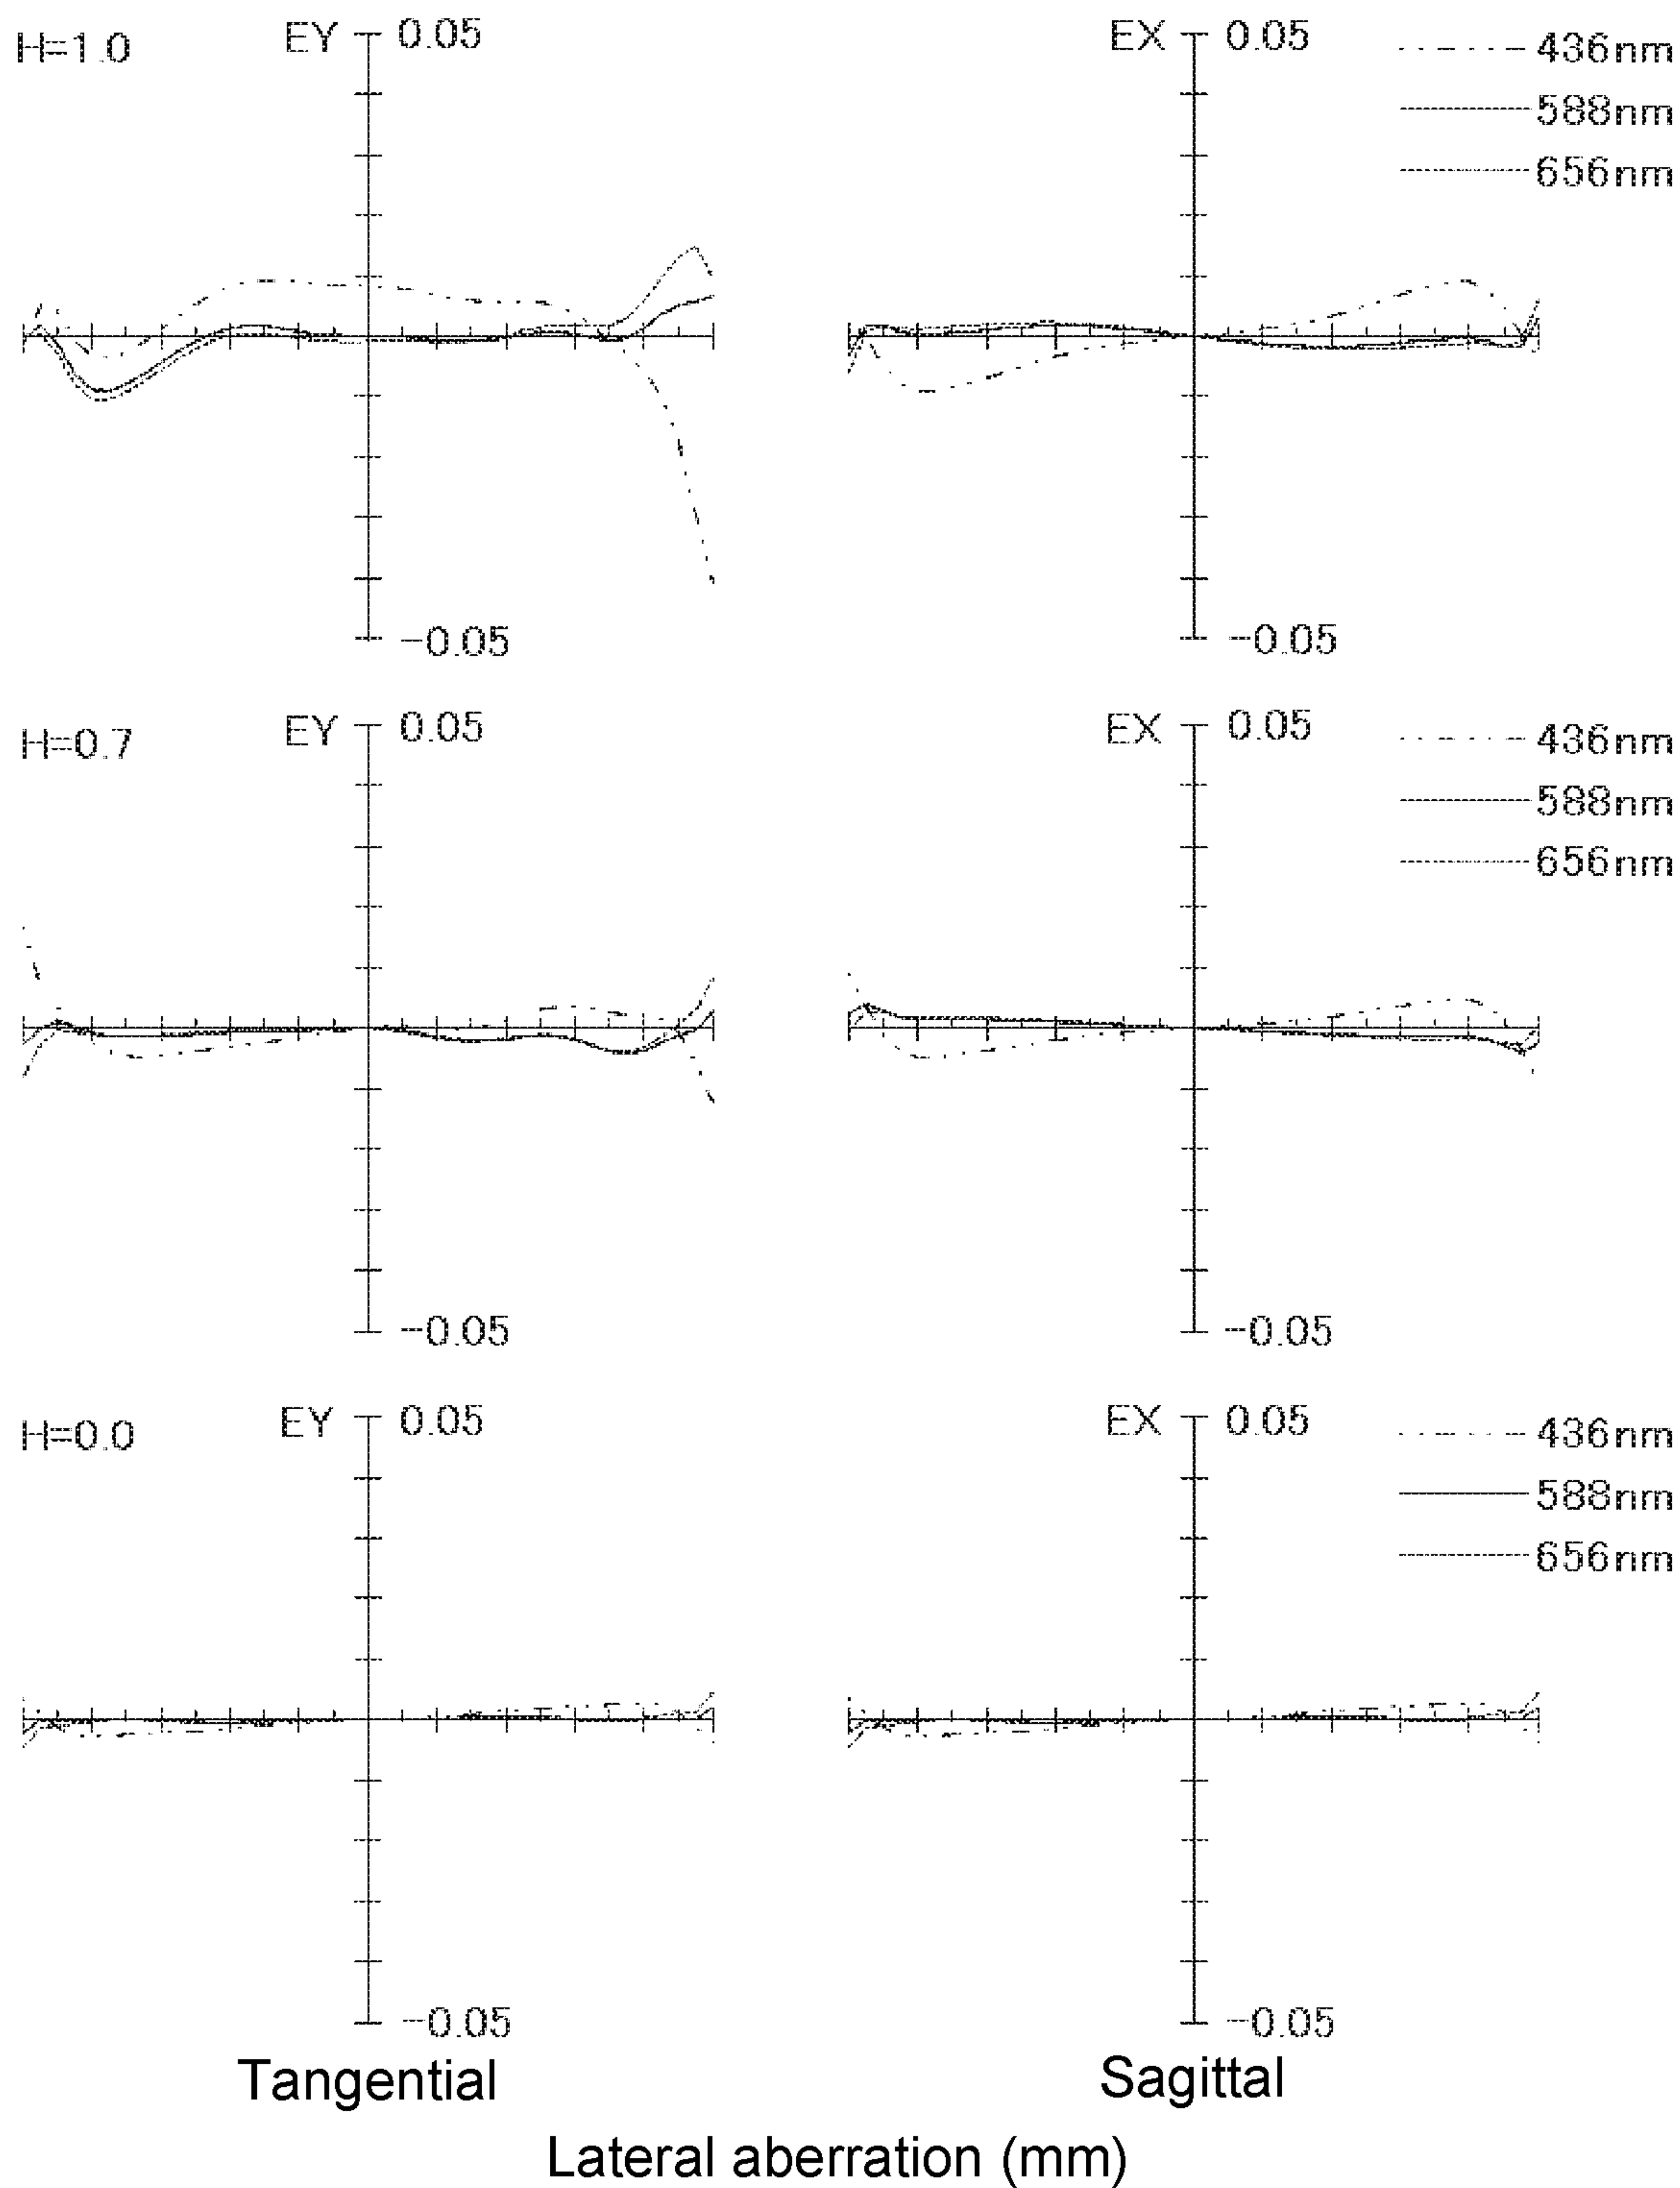 H=1.0
EY
0.05
-0.05
EX
0.05
-0.05
436nm
588nm
656nm
H=0.7
EY
0.05
-0.05
EX
0.05
-0.05
436nm
588nm
656nm
H=0.0
EY
0.05
-0.05
EX
0.05
-0.05
436nm
588nm
656nm
Tangential
Sagittal
Lateral aberration (mm)